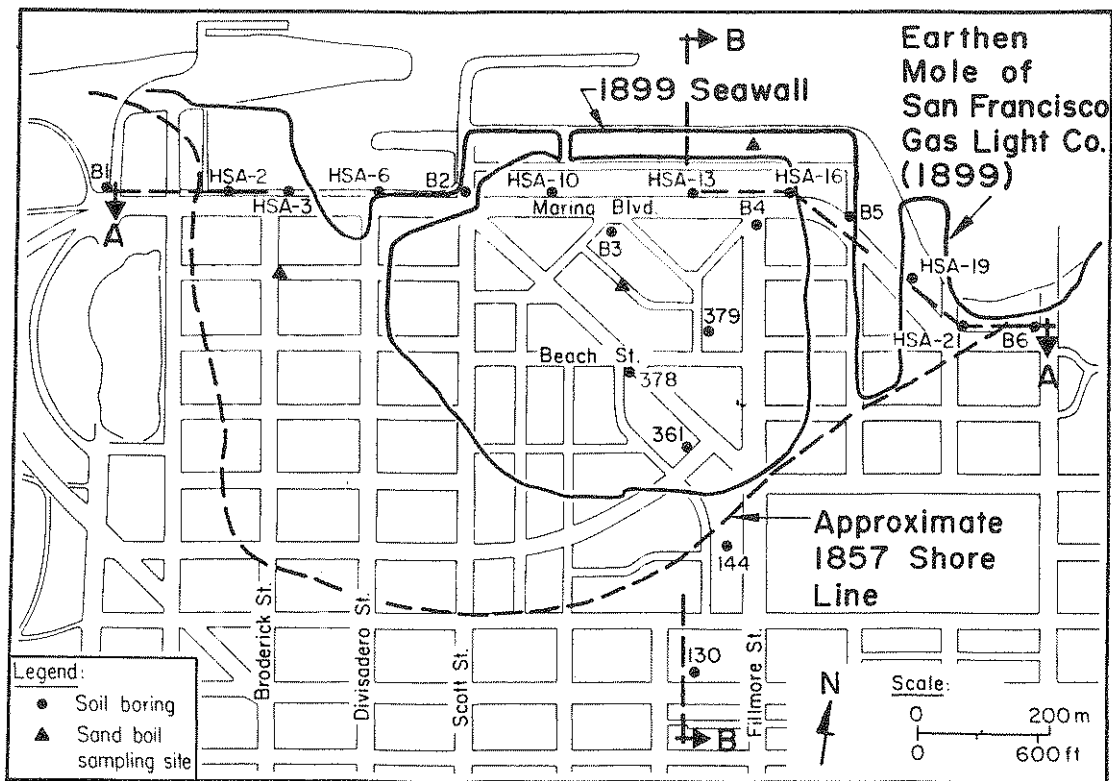 B
1899 Seawall
Earthen
Mole of
San Francisco
Gas Light Co.
(1899)
B1
HSA-2
HSA-3
HSA-6
B2
HSA-10
HSA-13
HSA-16
A
Marina Blvd.
B3
B4
B5
HSA-19
379
HSA-21
B6
A
Beach St.
378
361
Approximate
1857 Shore
Line
144
130
Broderick St.
Divisadero St.
Scott St.
Fillmore St.
B
Legend:
Soil boring
Sand boil
sampling site
N
Scale:
0 200 m
0 600 ft